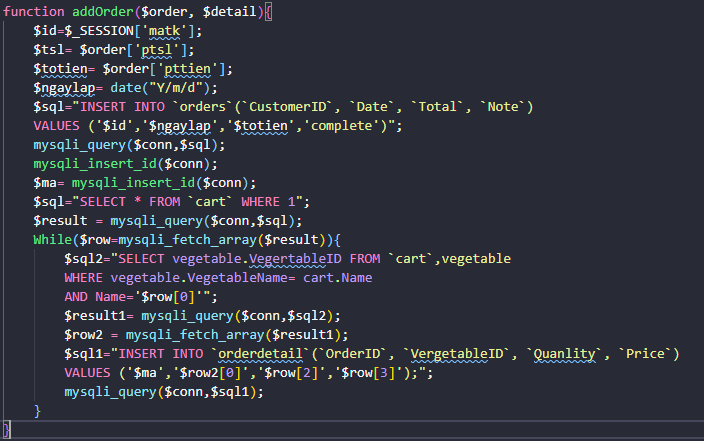 function addOrder($order, $detail){
$id=$_SESSION['matk'];
$tsl= $order['ptsl'];
$totien= $order['pttien'];
$ngaylap= date("Y/m/d");
$sql="INSERT INTO `orders`(`CustomerID`, `Date`, `Total`, `Note`)
VALUES ('$id','$ngaylap','$totien','complete')";
mysqli_query($conn,$sql);
mysqli_insert_id($conn);
$ma= mysqli_insert_id($conn);
$sql="SELECT * FROM `cart` WHERE 1";
$result = mysqli_query($conn,$sql);
While($row=mysqli_fetch_array($result)){
$sql2="SELECT vegetable.VegertableID FROM `cart`,vegetable
WHERE vegetable.VegetableName= cart.Name
AND Name='$row[0]'";
$result1= mysqli_query($conn,$sql2);
$row2 = mysqli_fetch_array($result1);
$sql1="INSERT INTO `orderdetail`(`OrderID`, `VergetableID`, `Quanlity`, `Price`)
VALUES ('$ma','$row2[0]','$row[2]','$row[3]');";
mysqli_query($conn,$sql1);
}
}